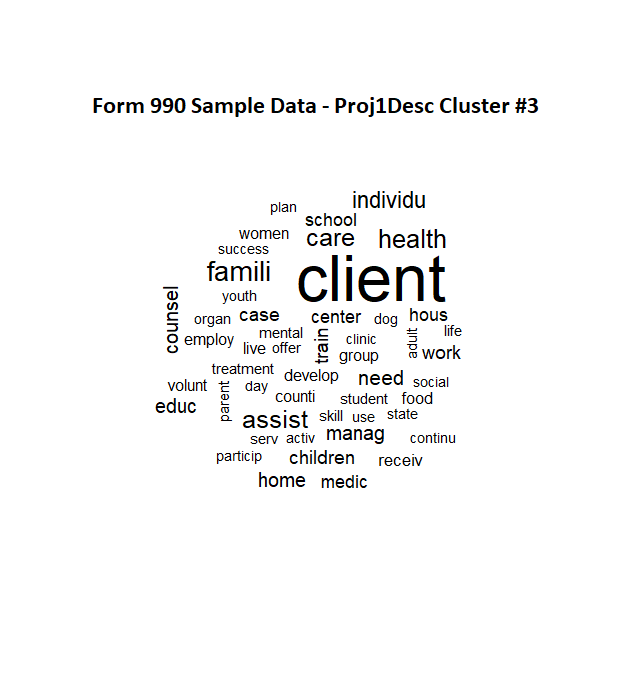 Form 990 Sample Data - Proj1Desc Cluster #3
plan individu
school
women care health
success
famili client
youth
counsel
organ case center dog hous
employ mental train clinic adult life
live offer group work
treatment
volunt parent day develop need social
counti student food
educ assist skill use state
serv activ manag continu
particip children receiv
home medic